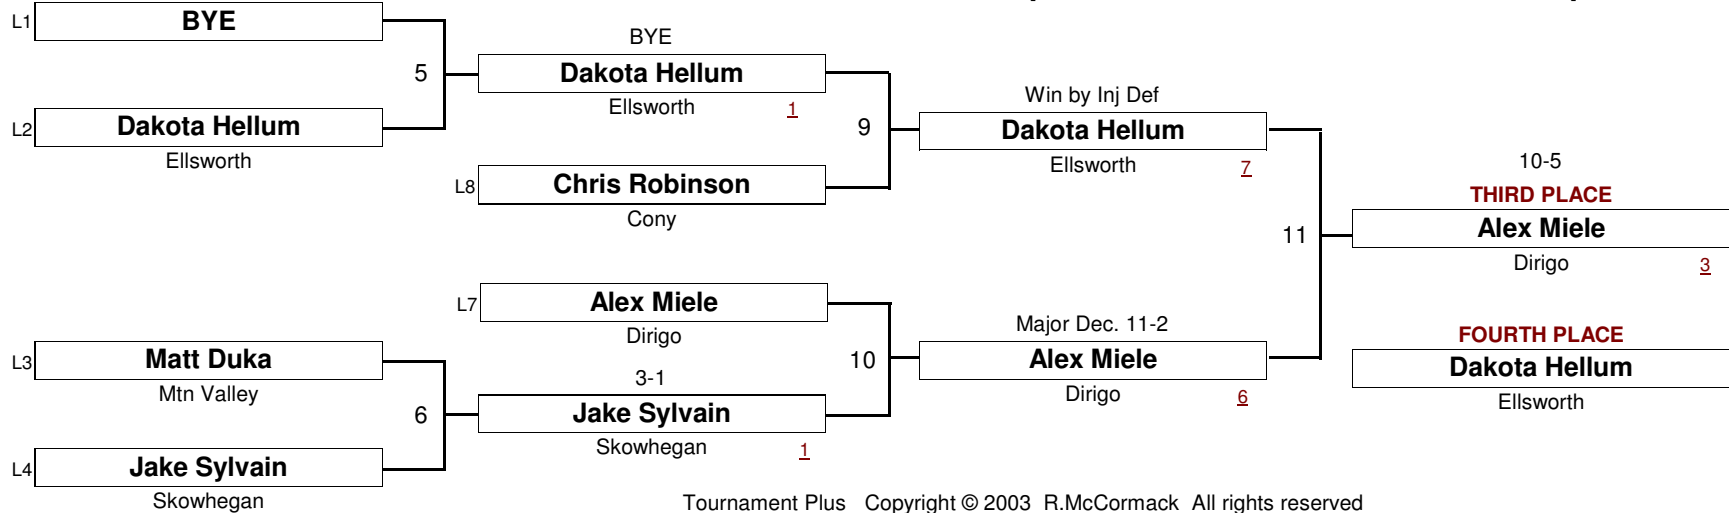 L1 BYE
BYE
5 Dakota Hellum
Ellsworth 1
L2 Dakota Hellum
Ellsworth
9
Win by Inj Def
Dakota Hellum
Ellsworth 7
L8 Chris Robinson
Cony
11
10-5
THIRD PLACE
Alex Miele
Dirigo 3
L7 Alex Miele
Dirigo
Major Dec. 11-2
10 Alex Miele
Dirigo 6
FOURTH PLACE
Dakota Hellum
Ellsworth
L3 Matt Duka
Mtn Valley
3-1
6 Jake Sylvain
Skowhegan 1
L4 Jake Sylvain
Skowhegan
Tournament Plus Copyright © 2003 R.McCormack All rights reserved